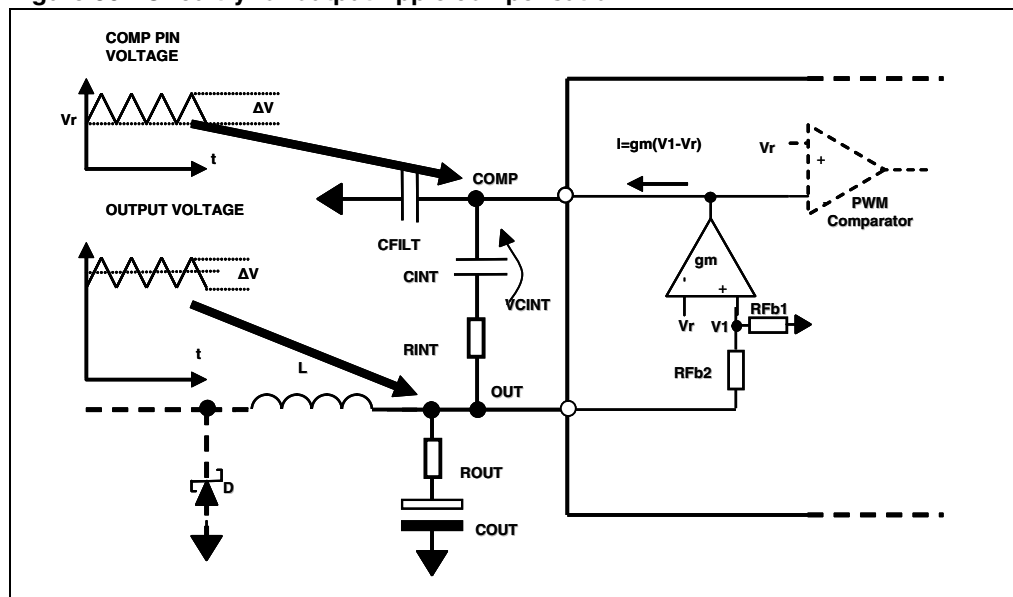 COMP PIN
VOLTAGE
ΔV
Vr
t
I=gm(V1-Vr)
Vr
+
-
PWM
Comparator
COMP
OUTPUT VOLTAGE
CFILT
gm
ΔV
CINT
VCINT
-
+
RFb1
Vr
V1
RINT
t
L
RFb2
OUT
ROUT
D
COUT